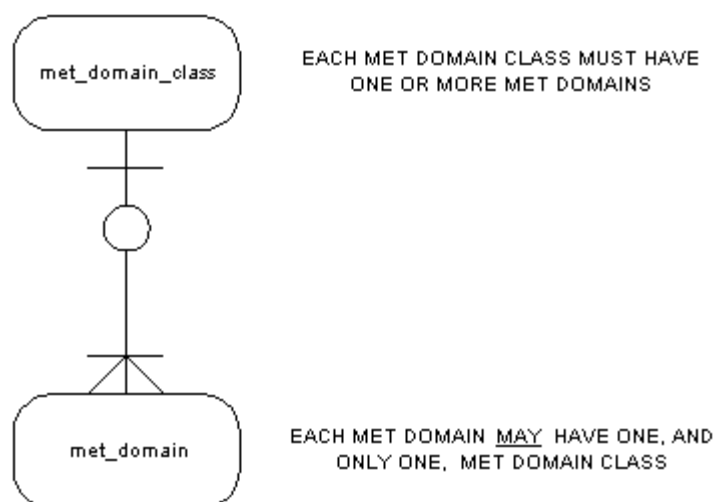 met_domain_class
EACH MET DOMAIN CLASS MUST HAVE
ONE OR MORE MET DOMAINS
met_domain
EACH MET DOMAIN MAY HAVE ONE, AND
ONLY ONE, MET DOMAIN CLASS